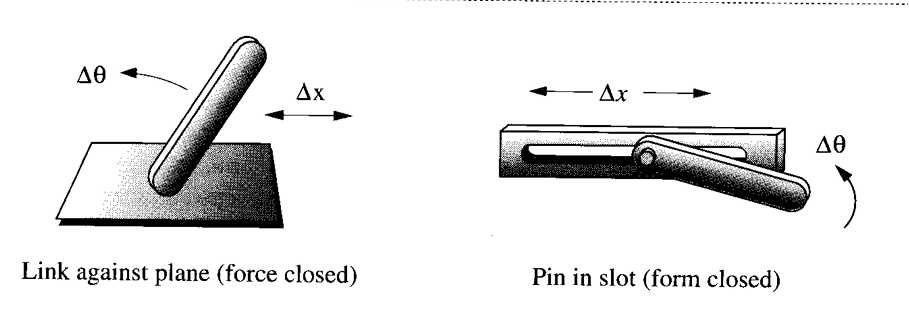 Δθ
Δx
Δx
Δθ
Link against plane (force closed)
Pin in slot (form closed)